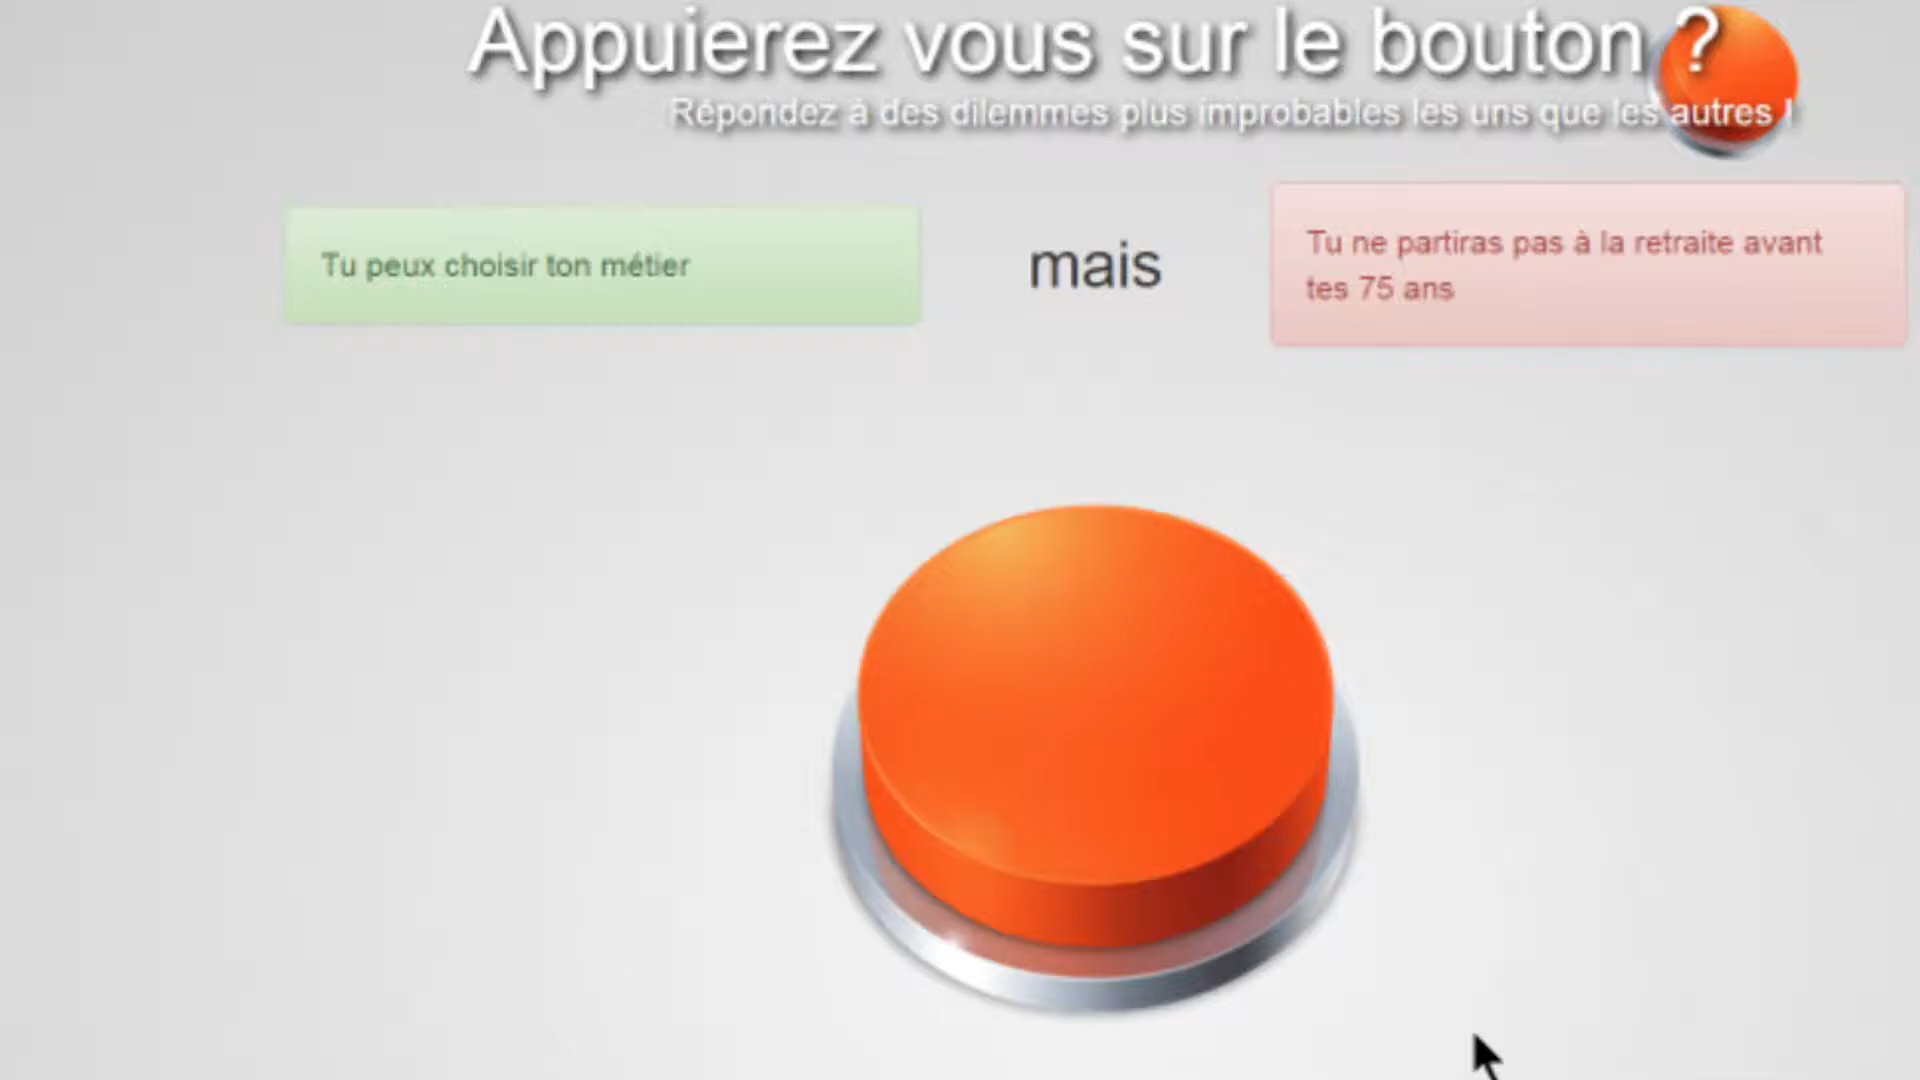 Appuierez vous sur le bouton ?
Répondez à des dilemmes plus improbables les uns que les autres !
Tu peux choisir ton métier
mais
Tu ne partiras pas à la retraite avant
tes 75 ans